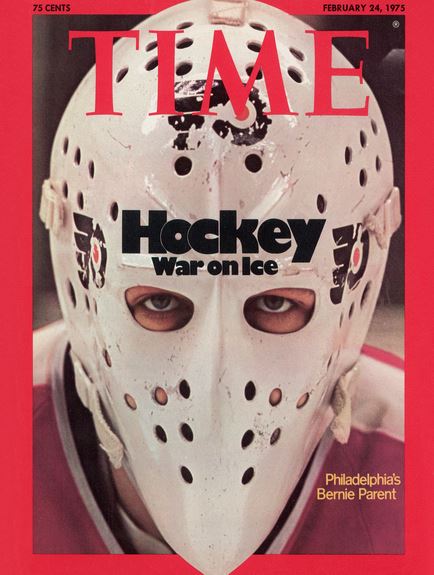 75 CENTS
FEBRUARY 24, 1975
TIME
®
Hockey
War on Ice
Philadelphia's
Bernie Parent